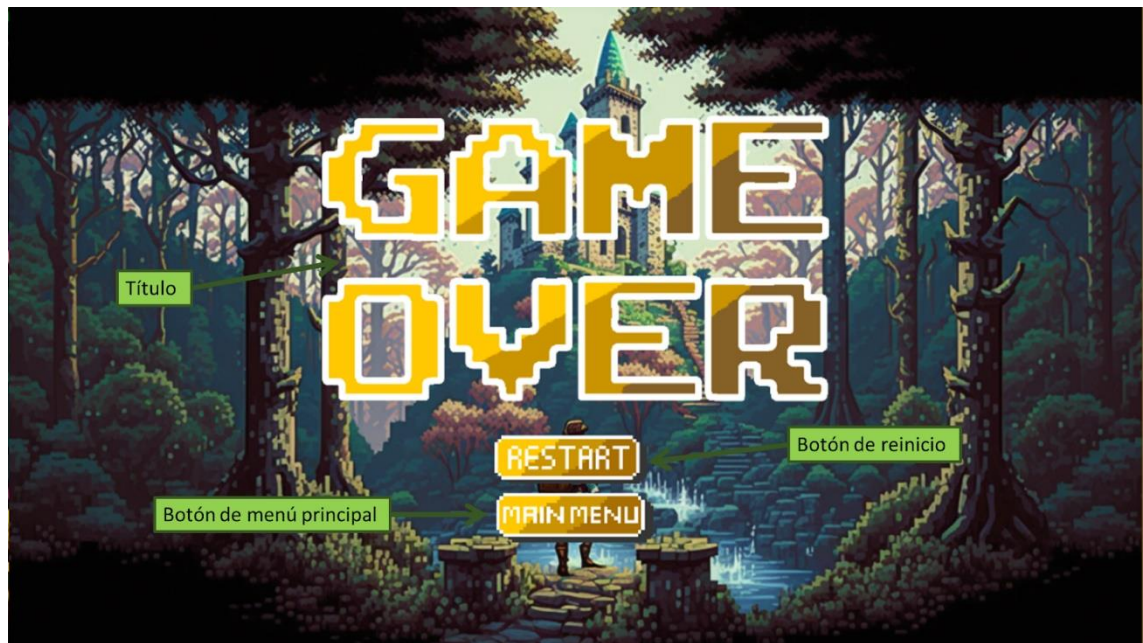 GAME
OVER
Título
RESTART
Botón de reinicio
MAIN MENU
Botón de menú principal